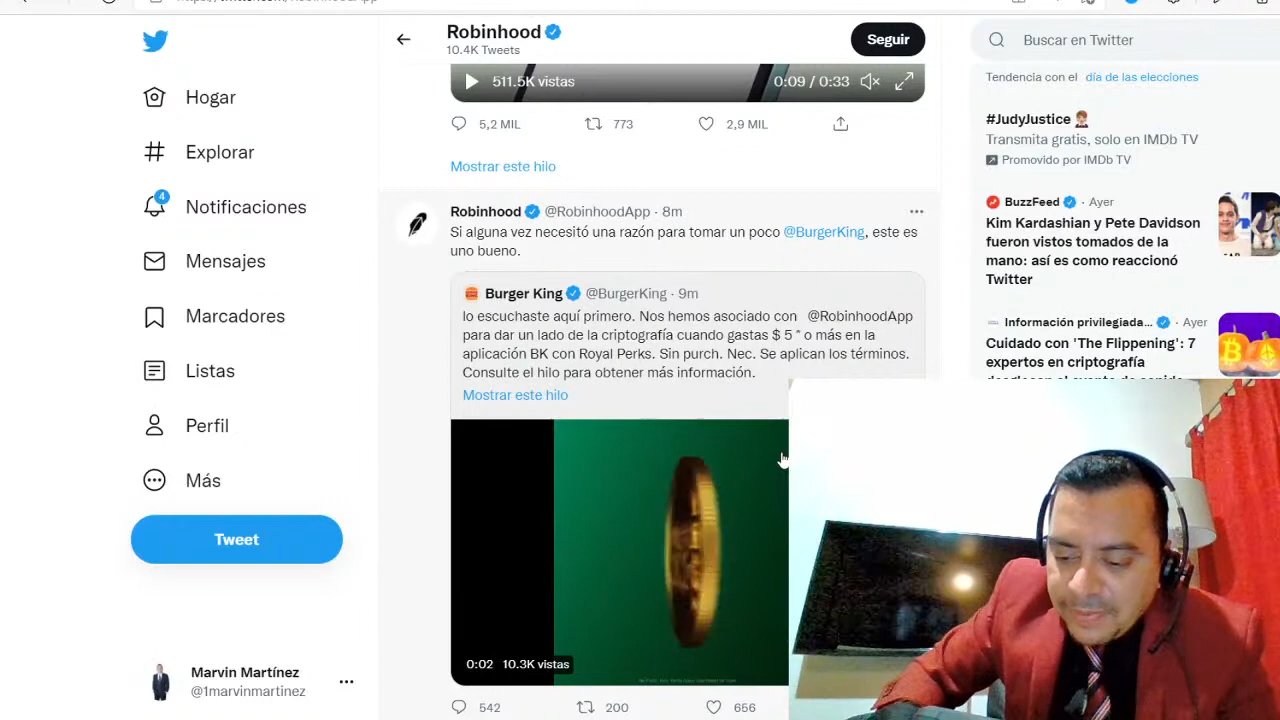 Robinhood
10.4K Tweets
Seguir
Buscar en Twitter
511.5K vistas
0:09 / 0:33
5,2 MIL
773
2,9 MIL
Mostrar este hilo
Hogar
Explorar
4
Notificaciones
Mensajes
Marcadores
Listas
Perfil
Más
Tweet
Marvin Martínez
@1marvinmartinez
Robinhood @RobinhoodApp · 8m
Si alguna vez necesitó una razón para tomar un poco @BurgerKing, este es
uno bueno.
Burger King @BurgerKing · 9m
lo escuchaste aquí primero. Nos hemos asociado con @RobinhoodApp
para dar un lado de la criptografía cuando gastas $ 5 * o más en la
aplicación BK con Royal Perks. Sin purch. Nec. Se aplican los términos.
Consulte el hilo para obtener más información.
Mostrar este hilo
0:02 10.3K vistas
542
200
656
Tendencia con el día de las elecciones
#JudyJustice
Transmita gratis, solo en IMDb TV
Promovido por IMDb TV
BuzzFeed · Ayer
Kim Kardashian y Pete Davidson
fueron vistos tomados de la
mano: así es como reaccionó
Twitter
Información privilegiada... · Ayer
Cuidado con 'The Flippening': 7
expertos en criptografía